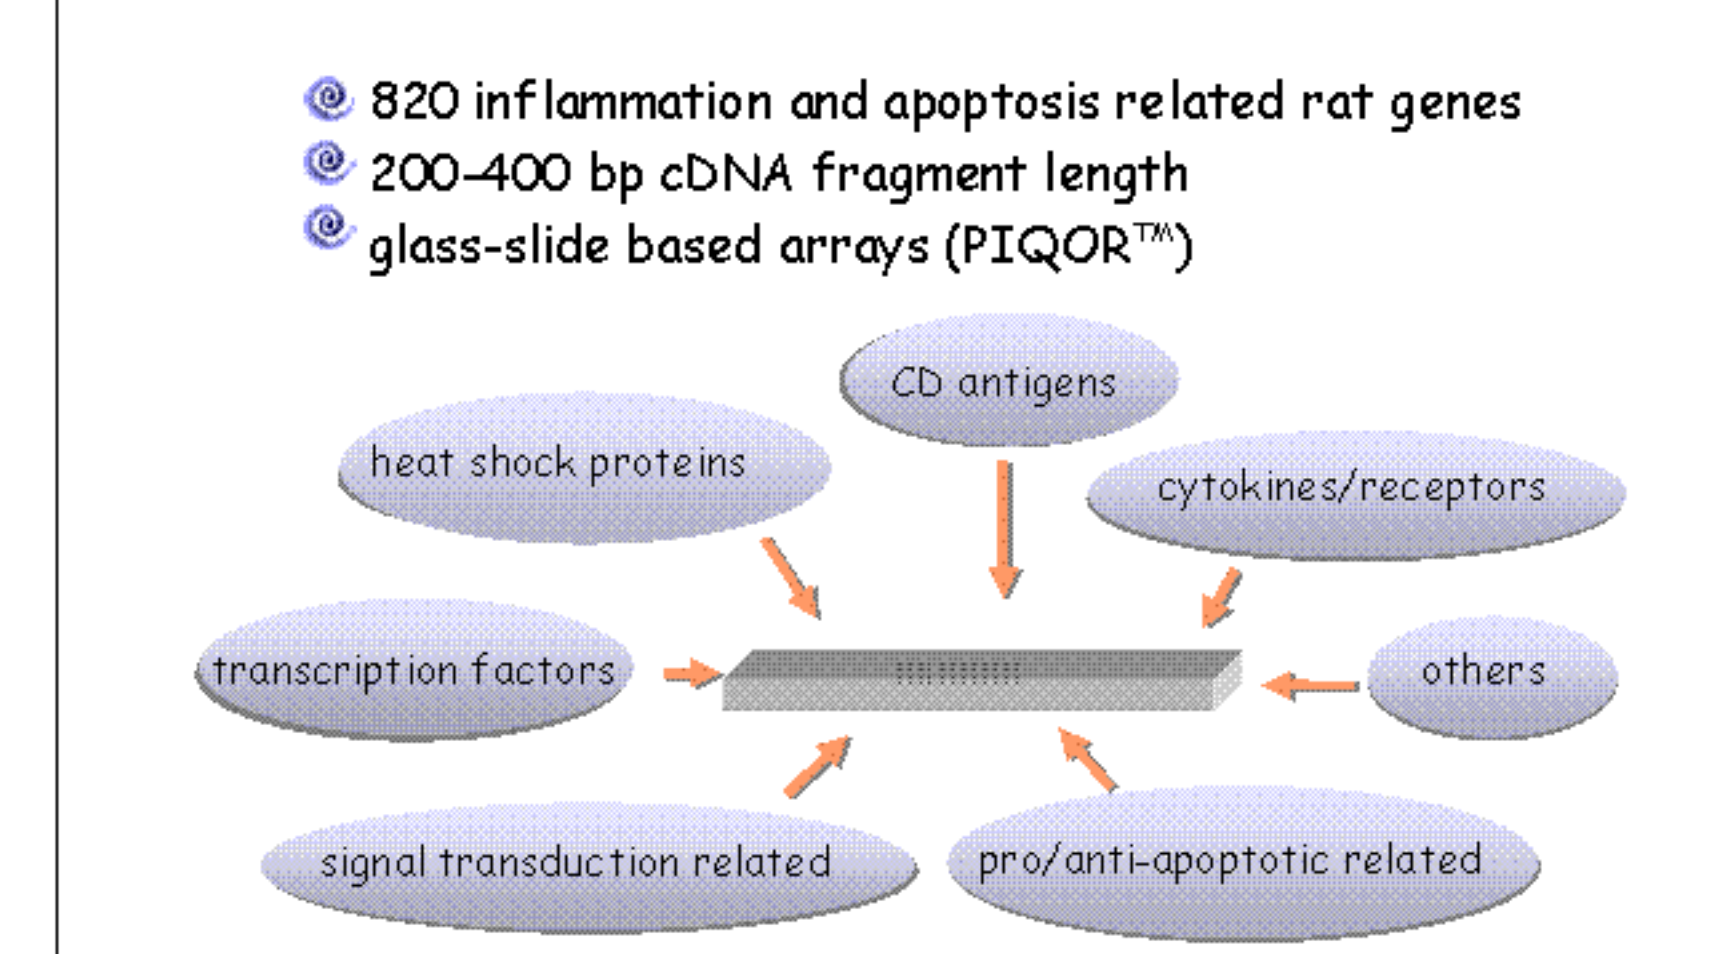 820 inflammation and apoptosis related rat genes
200-400 bp cDNA fragment length
glass-slide based arrays (PIQOR™)
CD antigens
heat shock proteins
cytokines/receptors
transcription factors
others
signal transduction related
pro/anti-apoptotic related